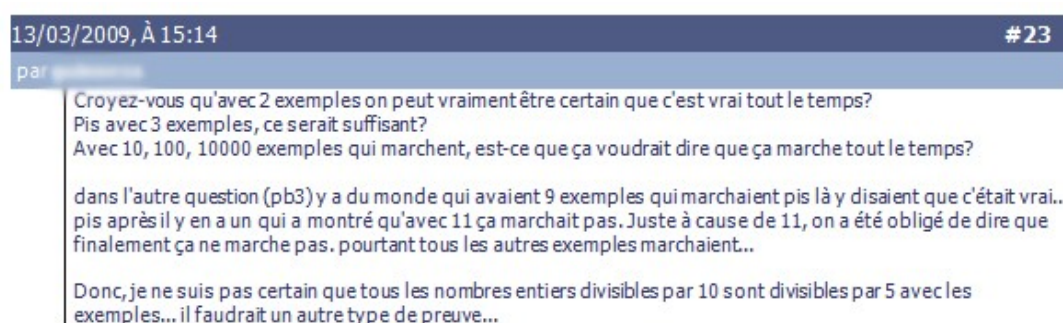 13/03/2009, À 15:14 #23
par
Croyez-vous qu'avec 2 exemples on peut vraiment être certain que c'est vrai tout le temps?
Pis avec 3 exemples, ce serait suffisant?
Avec 10, 100, 10000 exemples qui marchent, est-ce que ça voudrait dire que ça marche tout le temps?
dans l'autre question (pb3) y a du monde qui avaient 9 exemples qui marchaient pis là y disaient que c'était vrai..
pis après il y en a un qui a montré qu'avec 11 ça marchait pas. Juste à cause de 11, on a été obligé de dire que
finalement ça ne marche pas. pourtant tous les autres exemples marchaient...
Donc, je ne suis pas certain que tous les nombres entiers divisibles par 10 sont divisibles par 5 avec les
exemples... il faudrait un autre type de preuve...